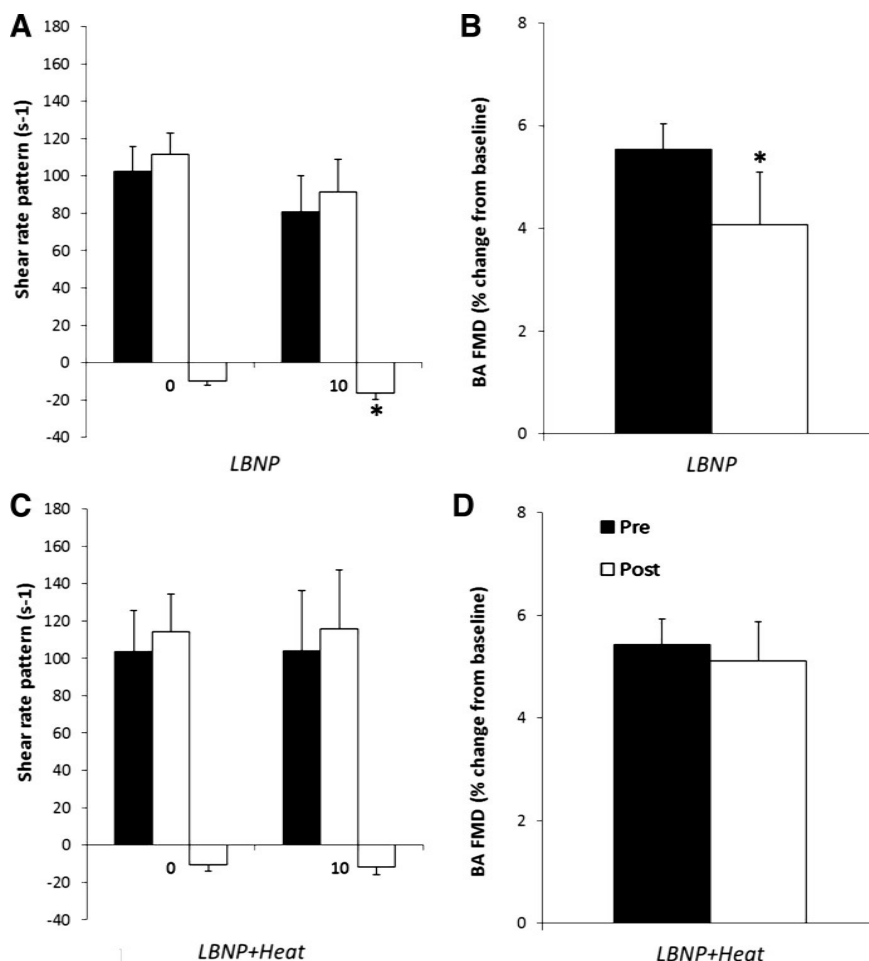 A
180
160
140
120
100
80
60
40
20
0
-20
-40
Shear rate pattern (s-1)
0
10
*
LBNP
B
8
6
4
2
0
BA FMD (% change from baseline)
*
LBNP
C
180
160
140
120
100
80
60
40
20
0
-20
-40
Shear rate pattern (s-1)
0
10
LBNP+Heat
D
8
6
4
2
0
BA FMD (% change from baseline)
Pre
Post
LBNP+Heat